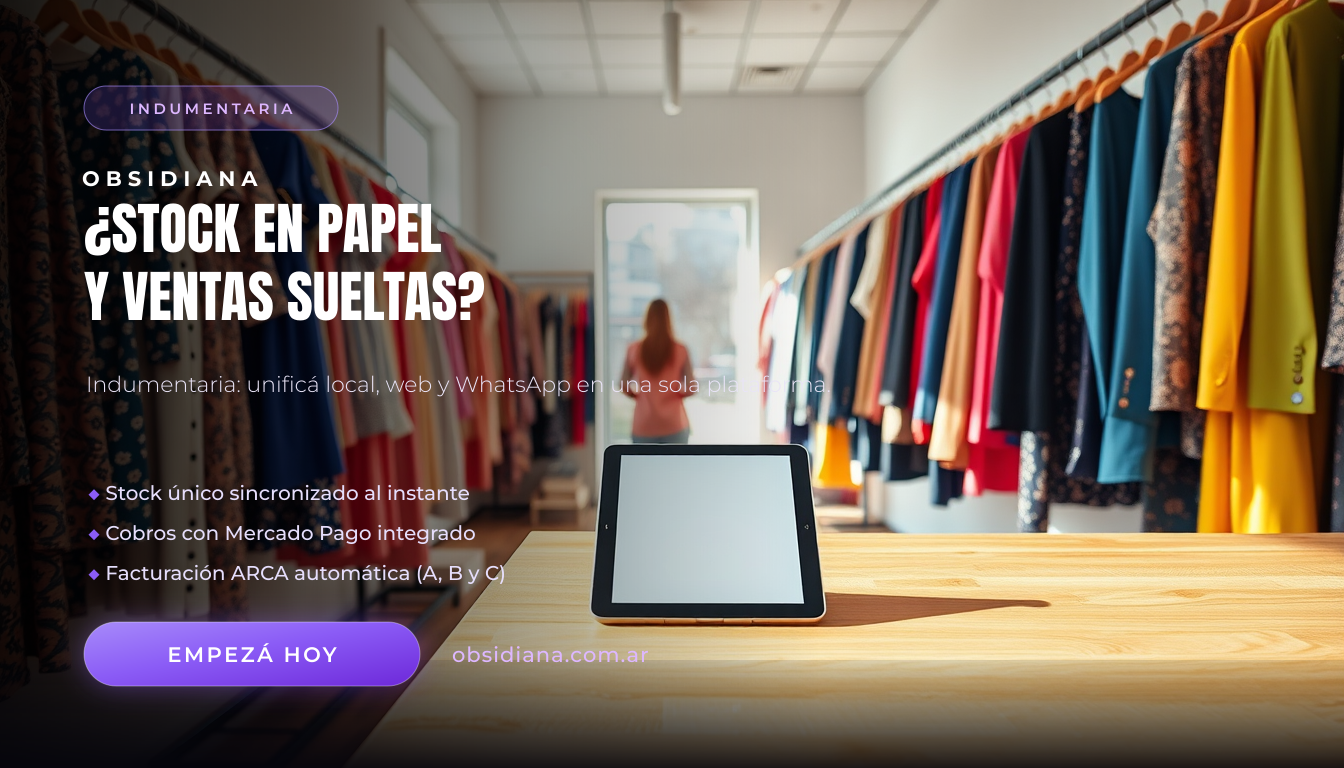 INDUMENTARIA
OBSIDIANA
¿STOCK EN PAPEL
Y VENTAS SUELTAS?
Indumentaria: unificá local, web y WhatsApp en una sola plataforma.
◆ Stock único sincronizado al instante
◆ Cobros con Mercado Pago integrado
◆ Facturación ARCA automática (A, B y C)
EMPEZÁ HOY
obsidiana.com.ar